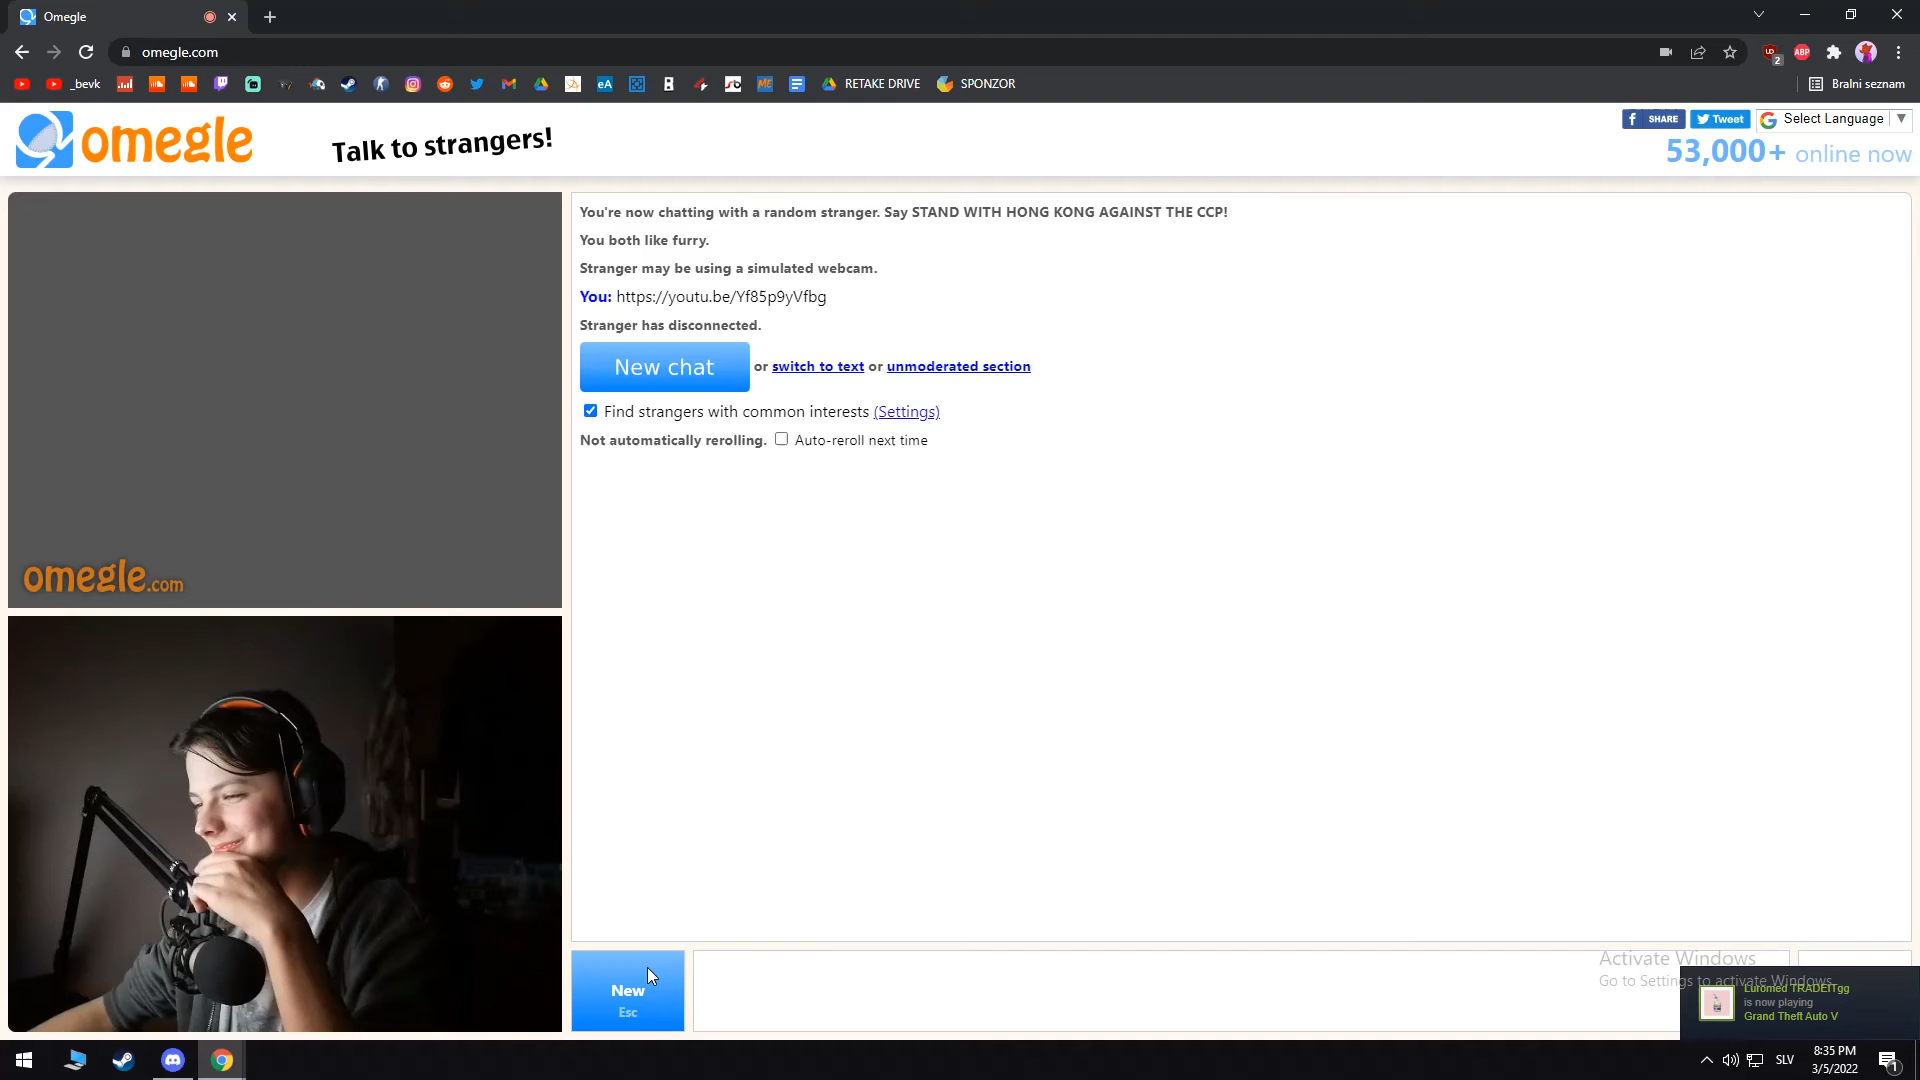 Omegle
omegle.com
_bevk
RETAKE DRIVE
SPONZOR
Bralni seznam
omegle
Talk to strangers!
SHARE
Tweet
Select Language
53,000+ online now
You're now chatting with a random stranger. Say STAND WITH HONG KONG AGAINST THE CCP!
You both like furry.
Stranger may be using a simulated webcam.
You: https://youtu.be/Yf85p9yVfbg
Stranger has disconnected.
New chat or switch to text or unmoderated section
Find strangers with common interests (Settings)
Not automatically rerolling. Auto-reroll next time
omegle.com
New
Esc
Activate Windows
Go to Settings to activate Windows.
Luromed TRADEITgg
is now playing
Grand Theft Auto V
SLV
8:35 PM
3/5/2022